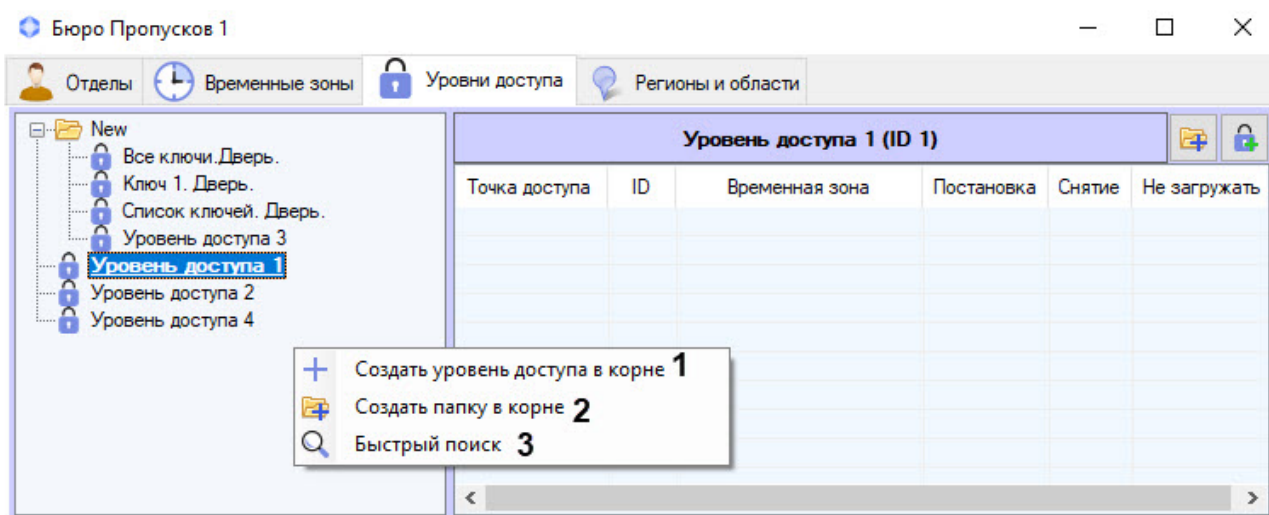 Бюро Пропусков 1
Отделы Временные зоны Уровни доступа Регионы и области
New
Все ключи.Дверь.
Ключ 1. Дверь.
Список ключей. Дверь.
Уровень доступа 3
Уровень доступа 1
Уровень доступа 2
Уровень доступа 4
Уровень доступа 1 (ID 1)
Точка доступа ID Временная зона Постановка Снятие Не загружать
Создать уровень доступа в корне 1
Создать папку в корне 2
Быстрый поиск 3